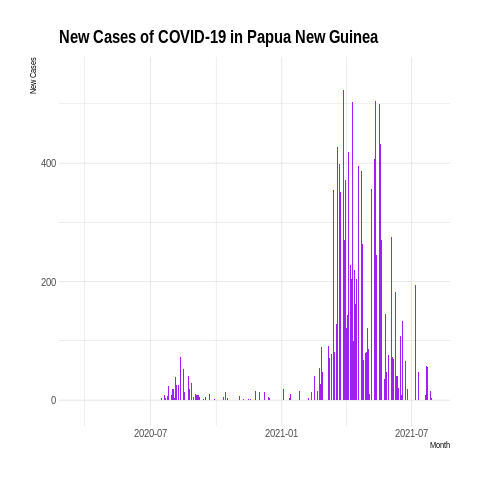 New Cases of COVID-19 in Papua New Guinea
New Cases
400
200
0
2020-07
2021-01
2021-07
Month